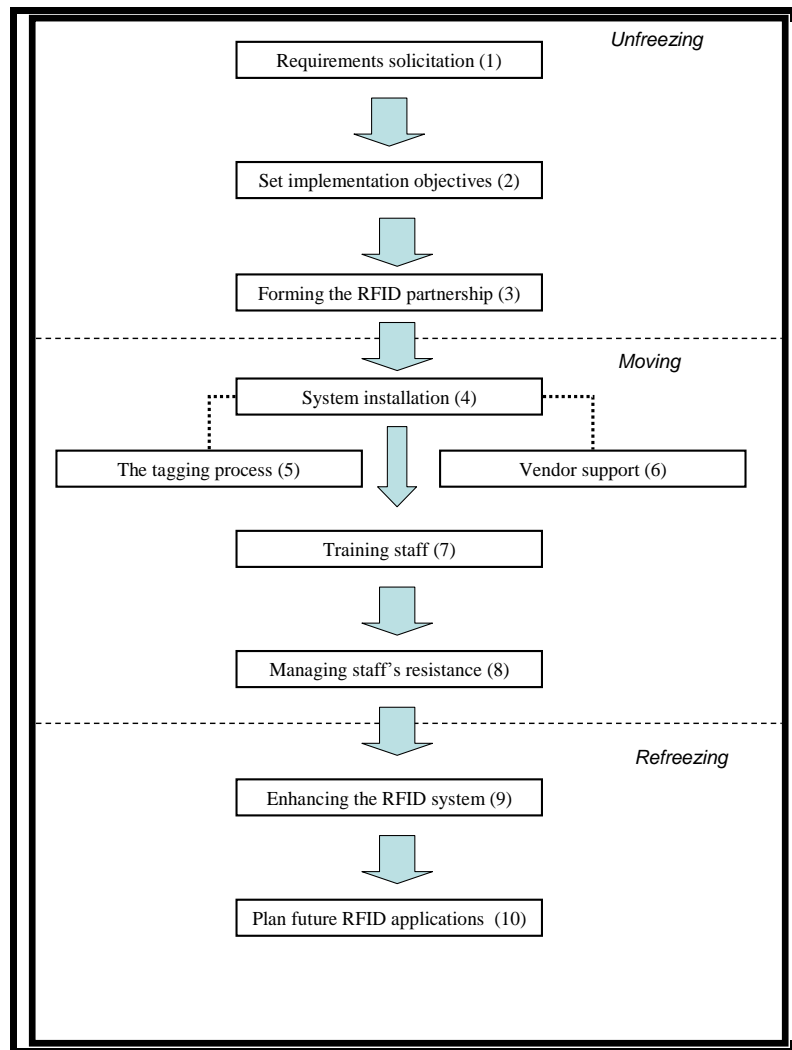 Unfreezing
Requirements solicitation (1)
Set implementation objectives (2)
Forming the RFID partnership (3)
Moving
System installation (4)
The tagging process (5)
Vendor support (6)
Training staff (7)
Managing staff’s resistance (8)
Refreezing
Enhancing the RFID system (9)
Plan future RFID applications (10)